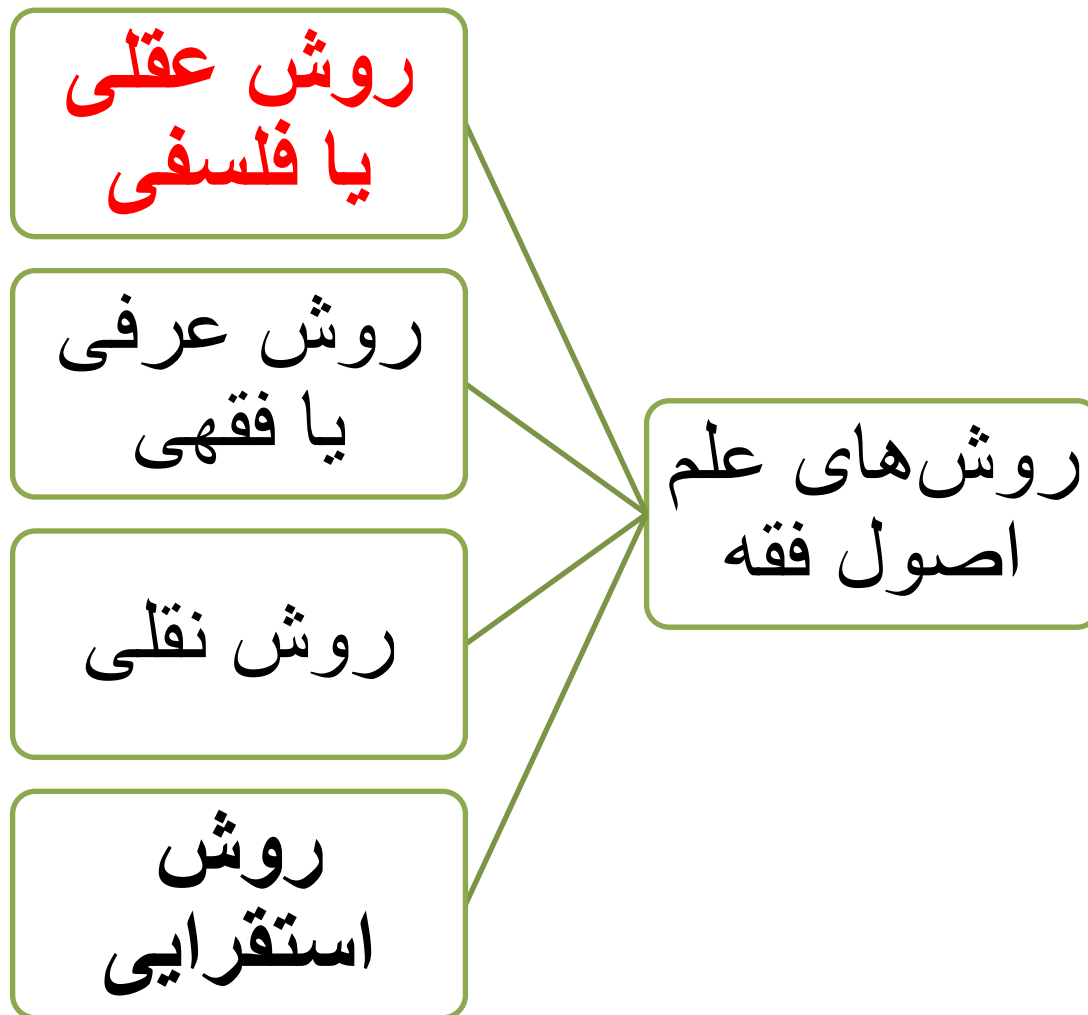 روش‌های علم
اصول فقه
روش عقلی
یا فلسفی
روش عرفی
یا فقهی
روش نقلی
روش
استقرایی